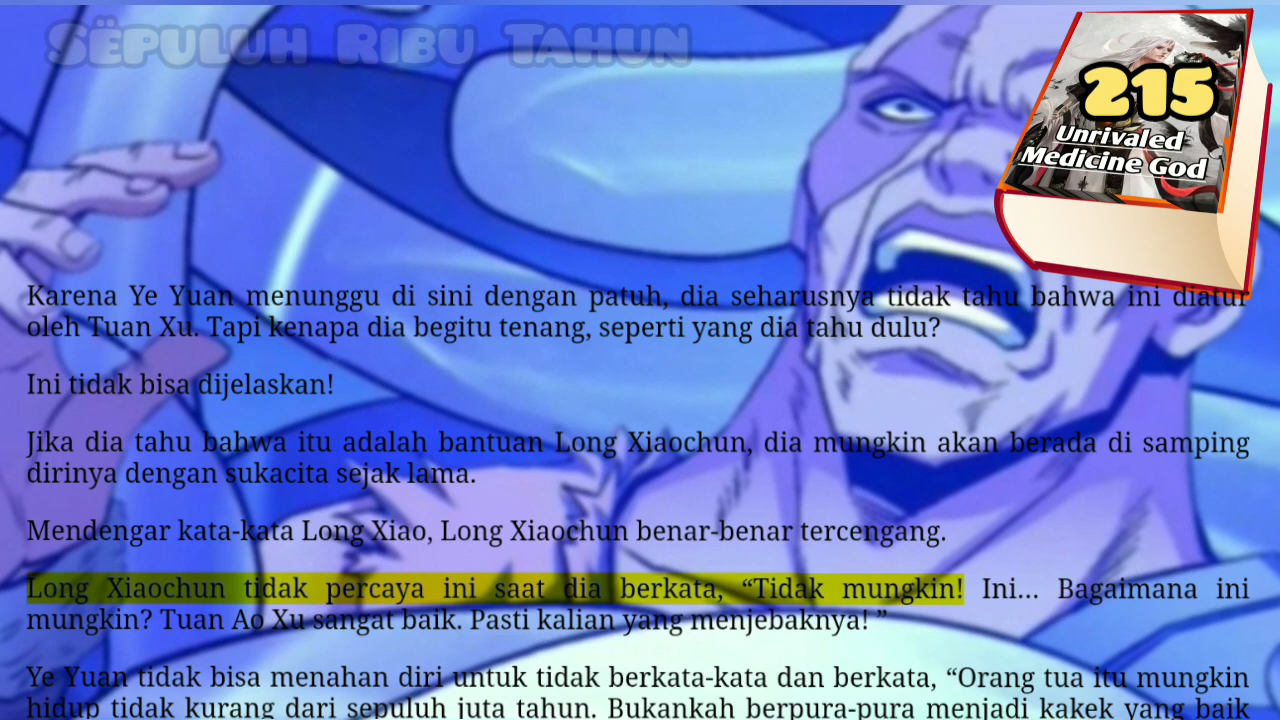 Sëpuluh Ribu Tahun
215
Unrivaled
Medicine God
Karena Ye Yuan menunggu di sini dengan patuh, dia seharusnya tidak tahu bahwa ini diatur
oleh Tuan Xu. Tapi kenapa dia begitu tenang, seperti yang dia tahu dulu?
Ini tidak bisa dijelaskan!
Jika dia tahu bahwa itu adalah bantuan Long Xiaochun, dia mungkin akan berada di samping
dirinya dengan sukacita sejak lama.
Mendengar kata-kata Long Xiao, Long Xiaochun benar-benar tercengang.
Long Xiaochun tidak percaya ini saat dia berkata, “Tidak mungkin! Ini... Bagaimana ini
mungkin? Tuan Ao Xu sangat baik. Pasti kalian yang menjebaknya! ”
Ye Yuan tidak bisa menahan diri untuk tidak berkata-kata dan berkata, “Orang tua itu mungkin
hidup tidak kurang dari sepuluh juta tahun. Bukankah berpura-pura menjadi kakek yang baik